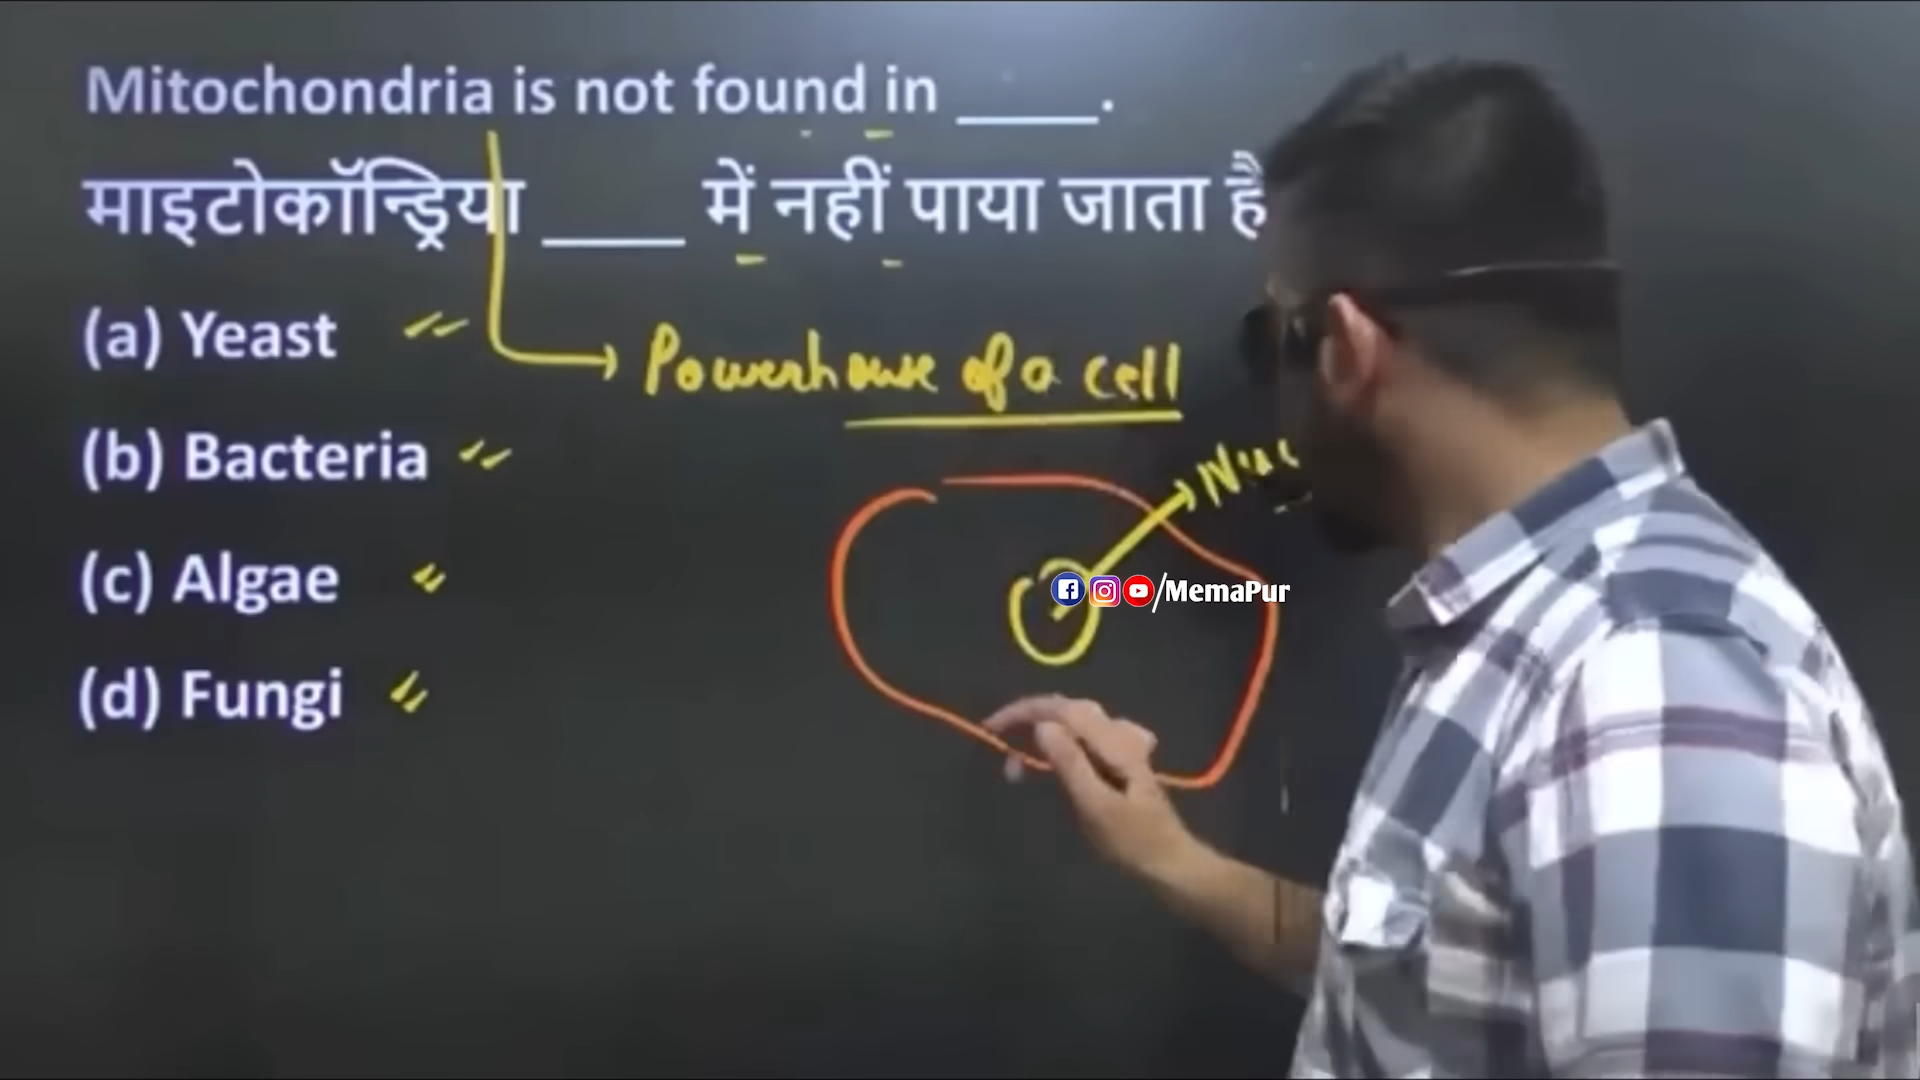 Mitochondria is not found in ____.
माइटोकॉन्ड्रिया ____ में नहीं पाया जाता है
(a) Yeast
Powerhouse of a cell
(b) Bacteria
(c) Algae
/MemaPur
(d) Fungi